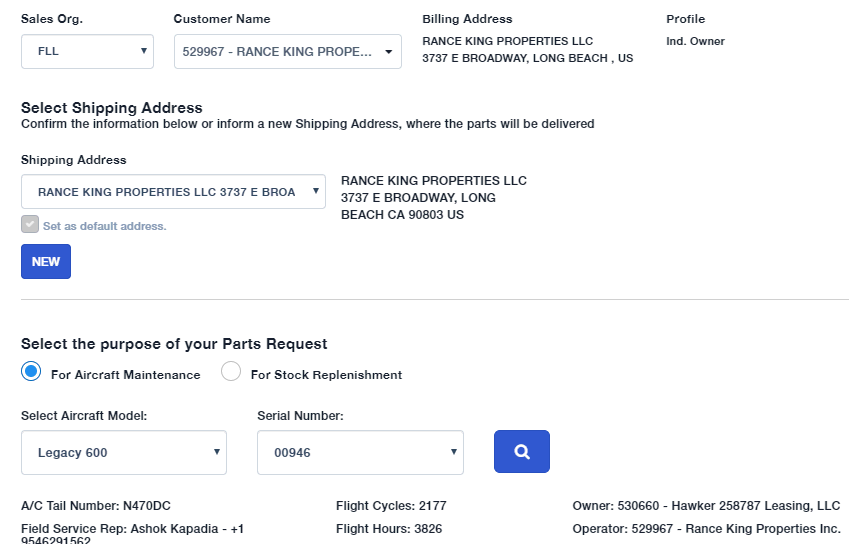 Sales Org.
Customer Name
Billing Address
Profile
FLL
529967 - RANCE KING PROPE...
RANCE KING PROPERTIES LLC
3737 E BROADWAY, LONG BEACH , US
Ind. Owner
Select Shipping Address
Confirm the information below or inform a new Shipping Address, where the parts will be delivered
Shipping Address
RANCE KING PROPERTIES LLC 3737 E BROA
RANCE KING PROPERTIES LLC
3737 E BROADWAY, LONG
BEACH CA 90803 US
Set as default address.
NEW
Select the purpose of your Parts Request
For Aircraft Maintenance
For Stock Replenishment
Select Aircraft Model:
Serial Number:
Legacy 600
00946
A/C Tail Number: N470DC
Flight Cycles: 2177
Owner: 530660 - Hawker 258787 Leasing, LLC
Field Service Rep: Ashok Kapadia - +1
9546291562
Flight Hours: 3826
Operator: 529967 - Rance King Properties Inc.